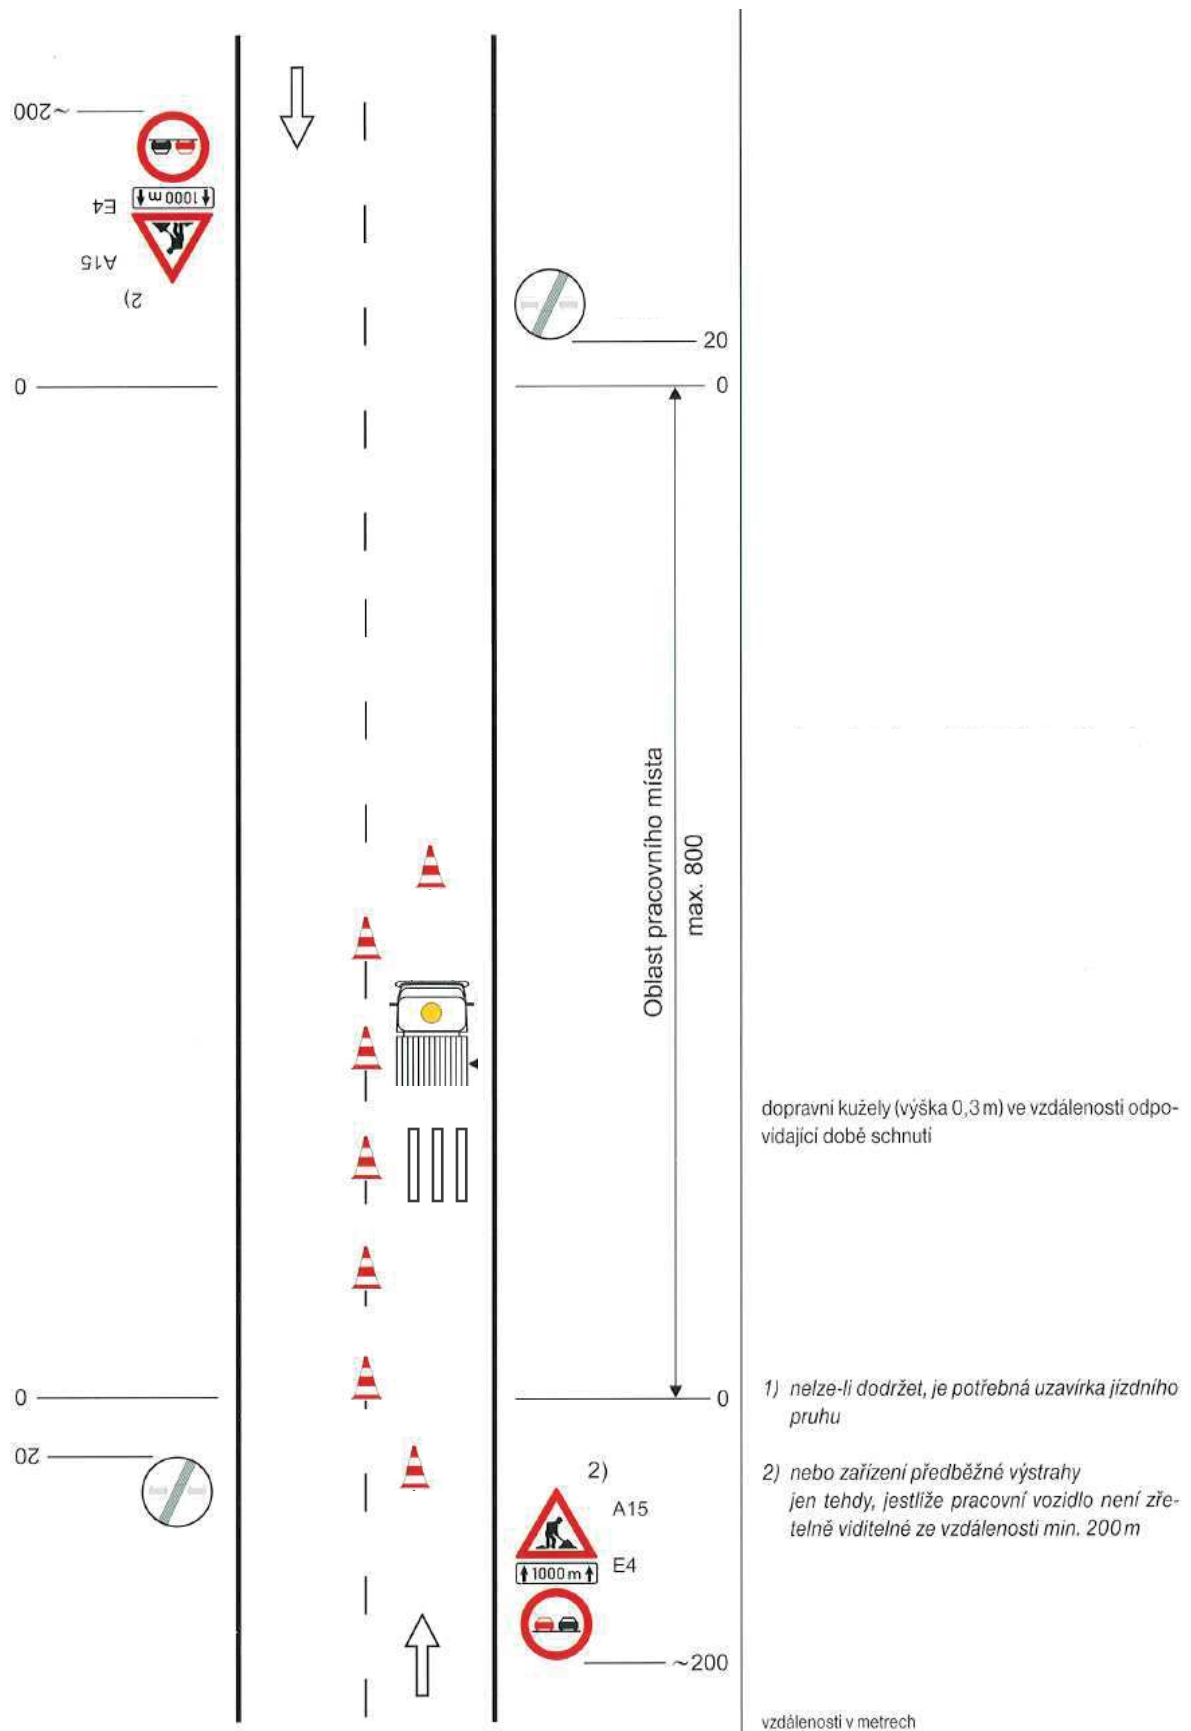 ~200
1000 m
E4
A15
2)
20
0
0
Oblast pracovního místa
max. 800
dopravní kužely (výška 0,3 m) ve vzdálenosti odpo-
vídající době schnutí
0
0
1) nelze-li dodržet, je potřebná uzavírka jízdního
pruhu
20
2)
2) nebo zařízení předběžné výstrahy
jen tehdy, jestliže pracovní vozidlo není zře-
telně viditelné ze vzdálenosti min. 200 m
A15
1000 m
E4
~200
vzdálenosti v metrech